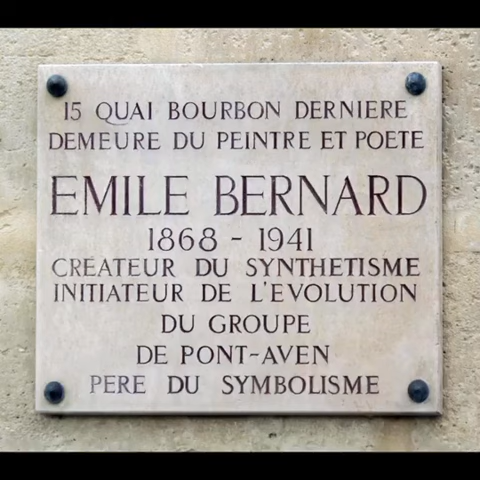 15 QUAI BOURBON DERNIERE
DEMEURE DU PEINTRE ET POETE
EMILE BERNARD
1868 - 1941
CREATEUR DU SYNTHETISME
INITIATEUR DE L'EVOLUTION
DU GROUPE
DE PONT-AVEN
PERE DU SYMBOLISME